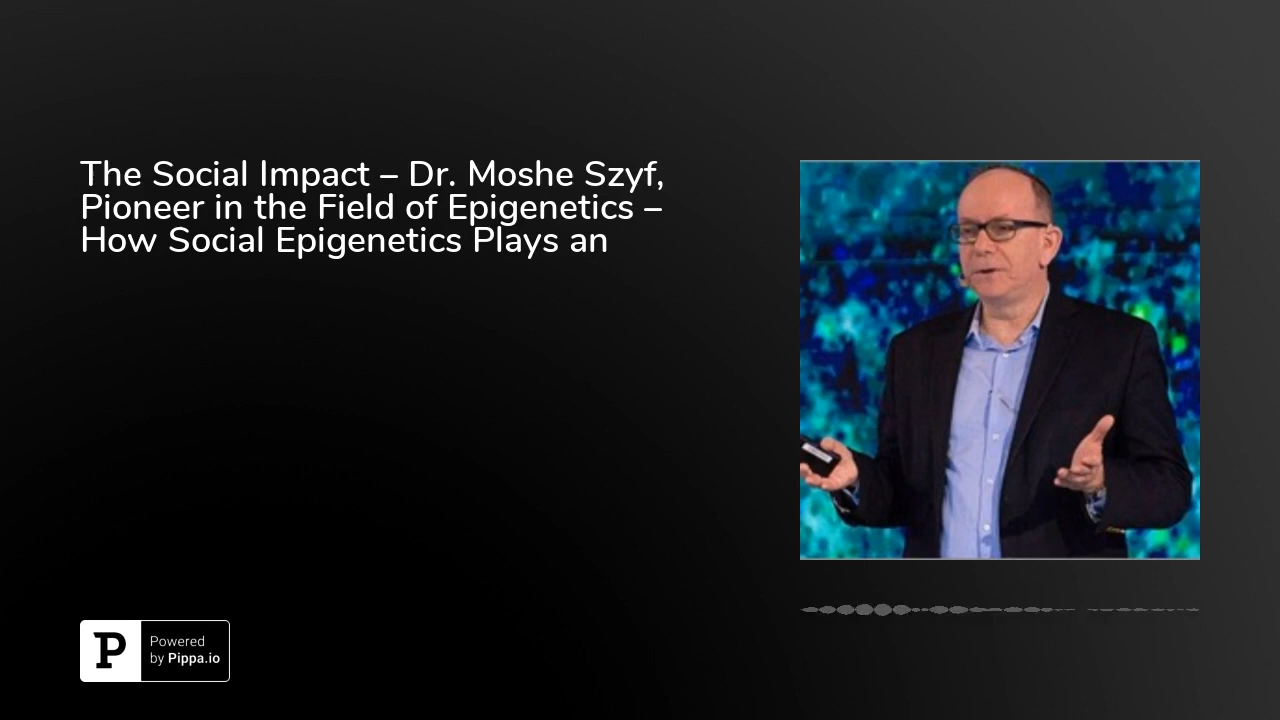 The Social Impact – Dr. Moshe Szyf,
Pioneer in the Field of Epigenetics –
How Social Epigenetics Plays an
P
Powered
by Pippa.io